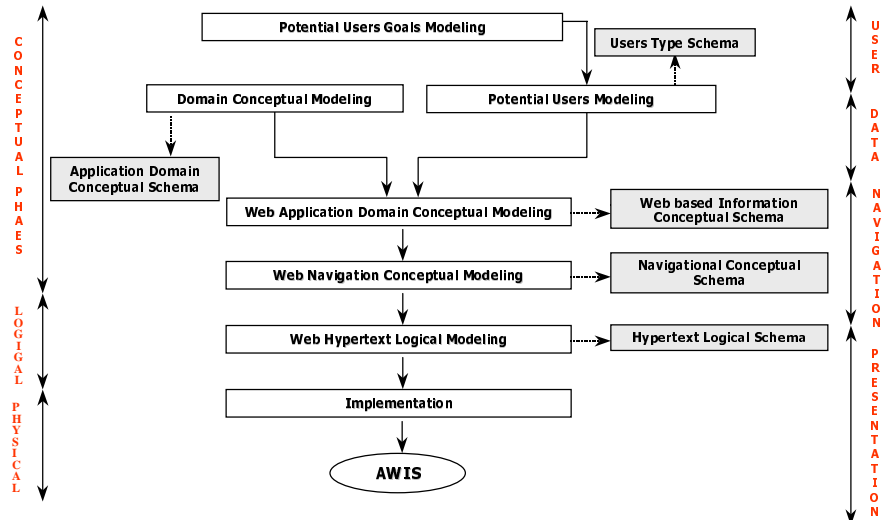 CONCEPTUAL PHAES
LOGIGAL
PHYSICAL
Potential Users Goals Modeling
Users Type Schema
Domain Conceptual Modeling
Potential Users Modeling
Application Domain
Conceptual Schema
Web Application Domain Conceptual Modeling
Web based Information
Conceptual Schema
Web Navigation Conceptual Modeling
Navigational Conceptual
Schema
Web Hypertext Logical Modeling
Hypertext Logical Schema
Implementation
AWIS
USER
DATA
NAVIGATION
PRESENTATION